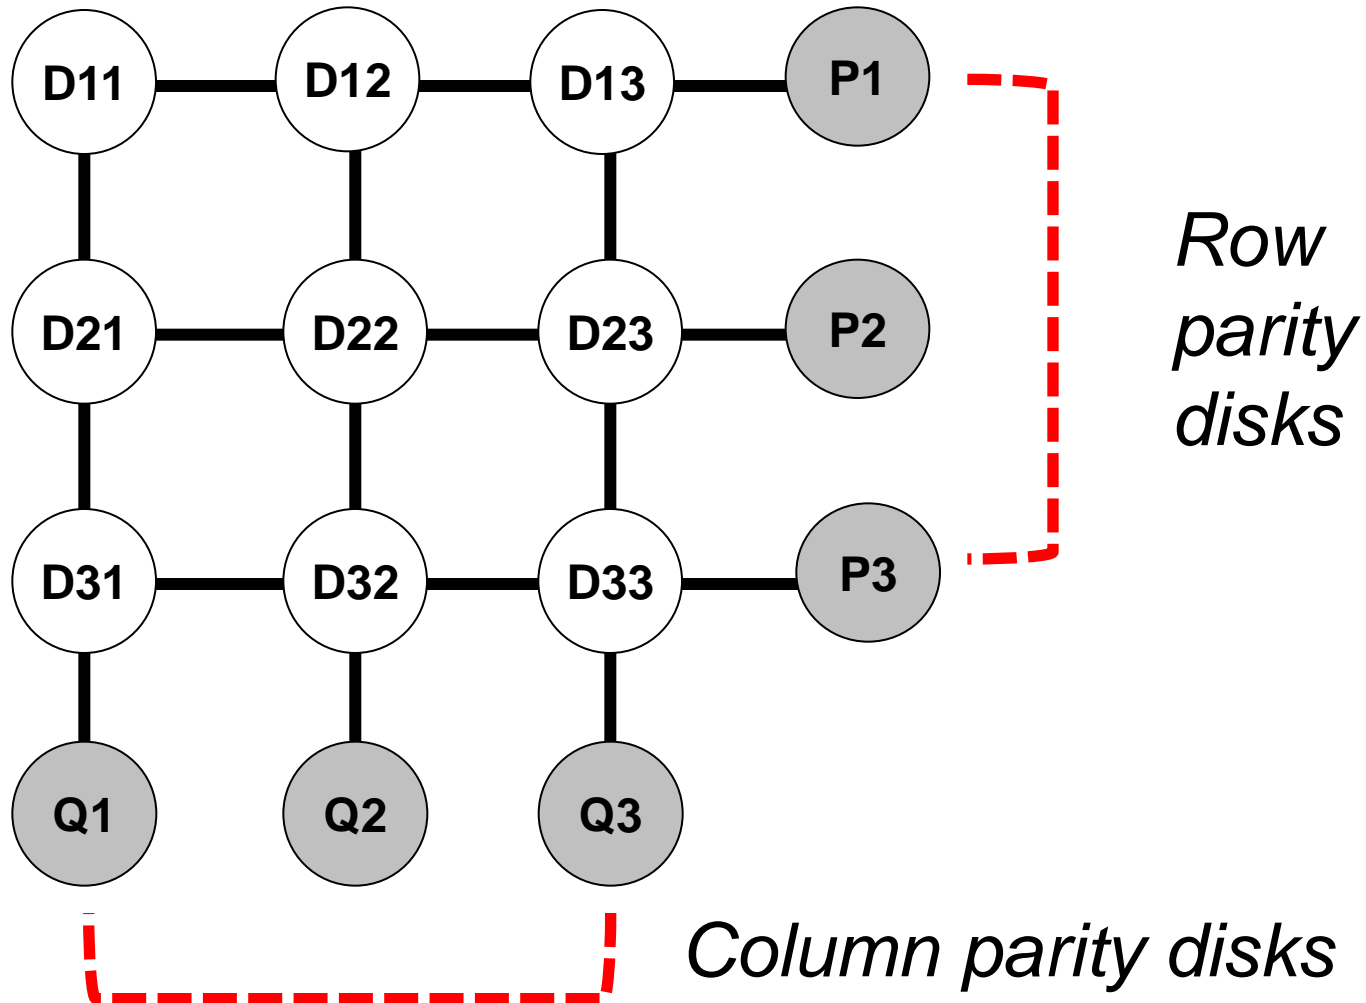 D11 D12 D13 P1
Row
parity
disks
D21 D22 D23 P2
D31 D32 D33 P3
Q1 Q2 Q3
Column parity disks